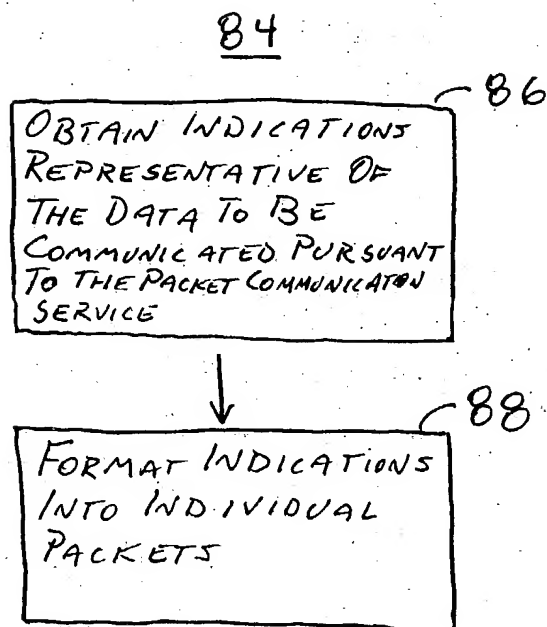 84
86
OBTAIN INDICATIONS
REPRESENTATIVE OF
THE DATA TO BE
COMMUNICATED PURSUANT
TO THE PACKET COMMUNICATION
SERVICE
88
FORMAT INDICATIONS
INTO INDIVIDUAL
PACKETS